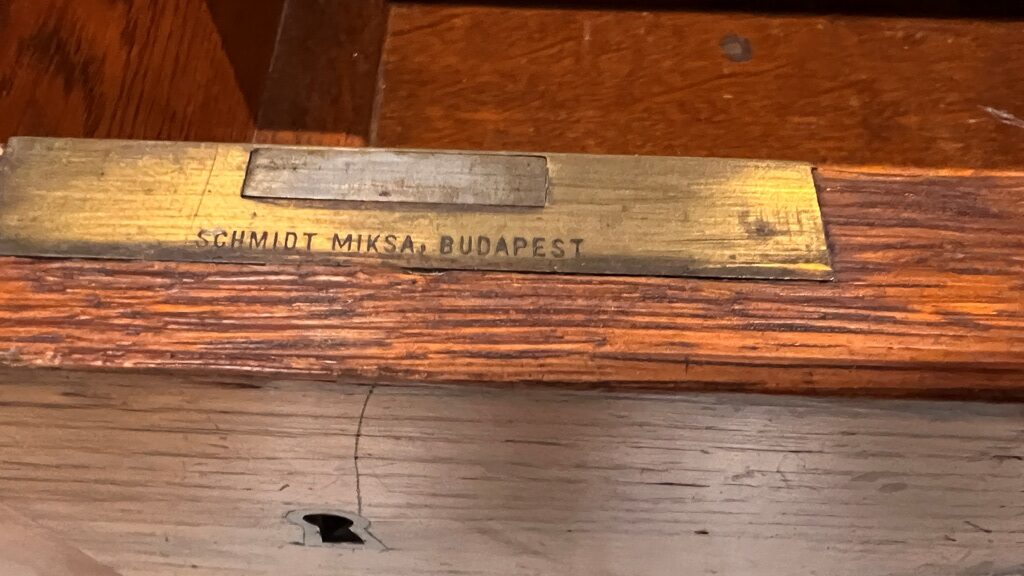 SCHMIDT MIKSA, BUDAPEST